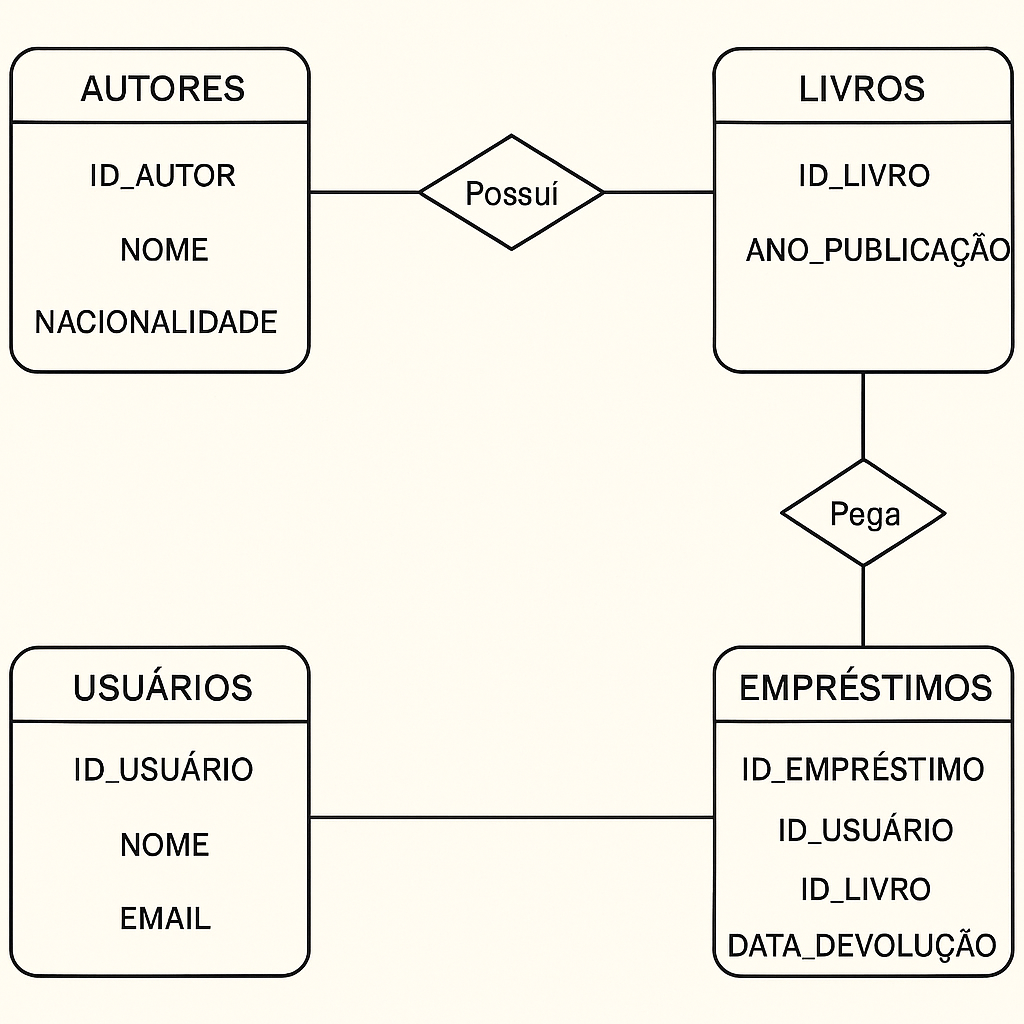 AUTORES
ID_AUTOR
NOME
NACIONALIDADE
Possuí
LIVROS
ID_LIVRO
ANO_PUBLICAÇÃO
Pega
USUÁRIOS
ID_USUÁRIO
NOME
EMAIL
EMPRÉSTIMOS
ID_EMPRÉSTIMO
ID_USUÁRIO
ID_LIVRO
DATA_DEVOLUÇÃO